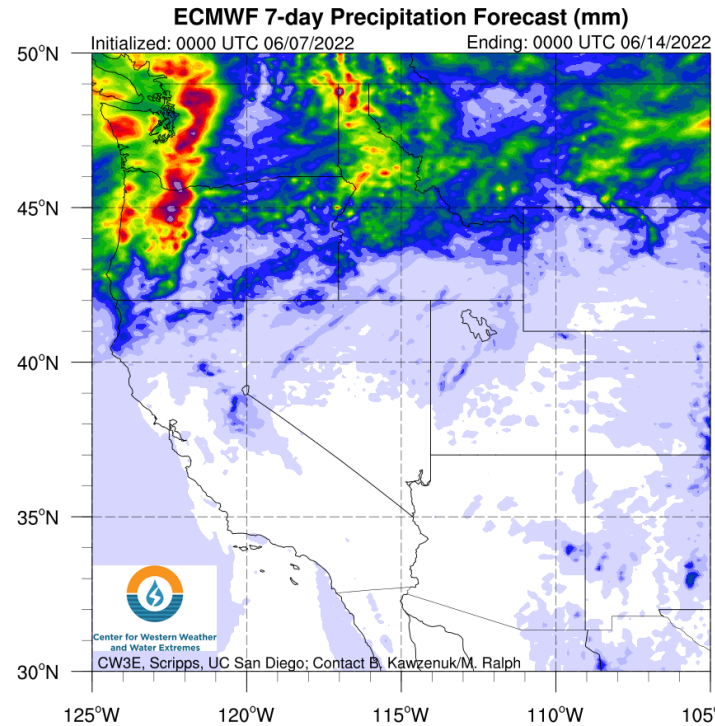 ECMWF 7-day Precipitation Forecast (mm)
Initialized: 0000 UTC 06/07/2022 Ending: 0000 UTC 06/14/2022
50°N
45°N
40°N
35°N
30°N
Center for Western Weather
and Water Extremes
CW3E, Scripps, UC San Diego; Contact B. Kawzenuk/M. Ralph
125°W 120°W 115°W 110°W 105